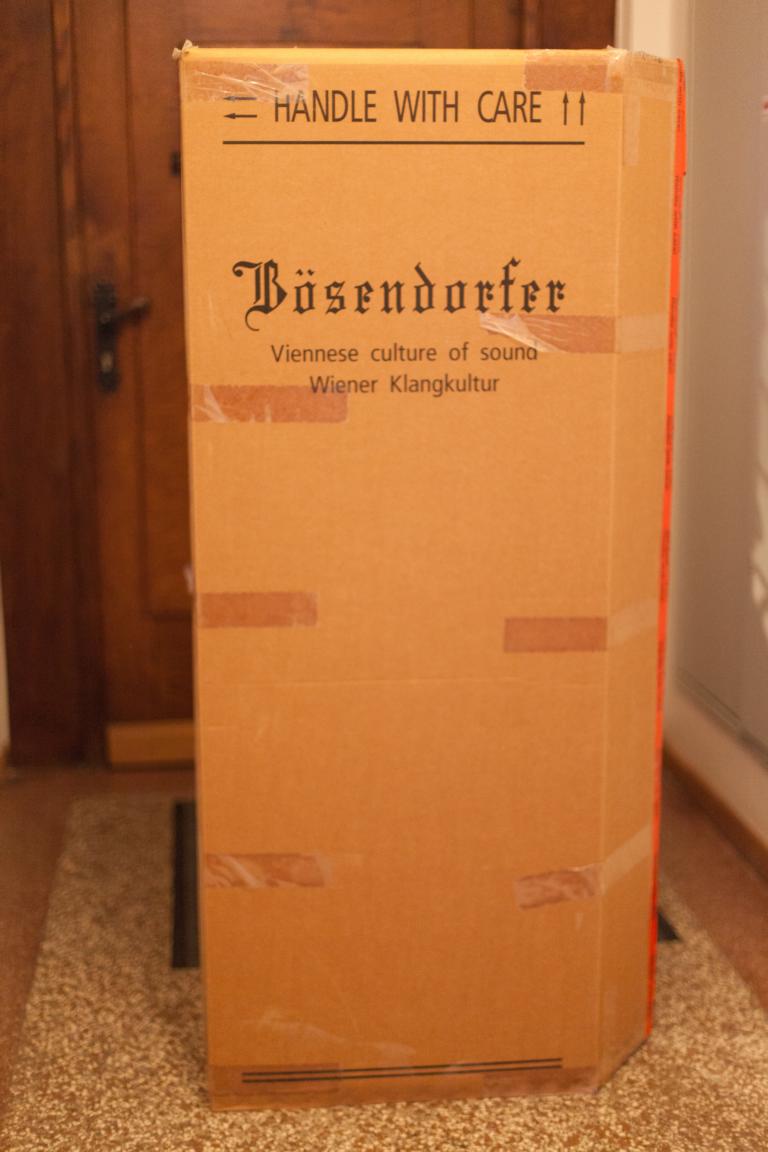 HANDLE WITH CARE
Bösendorfer
Viennese culture of sound
Wiener Klangkultur